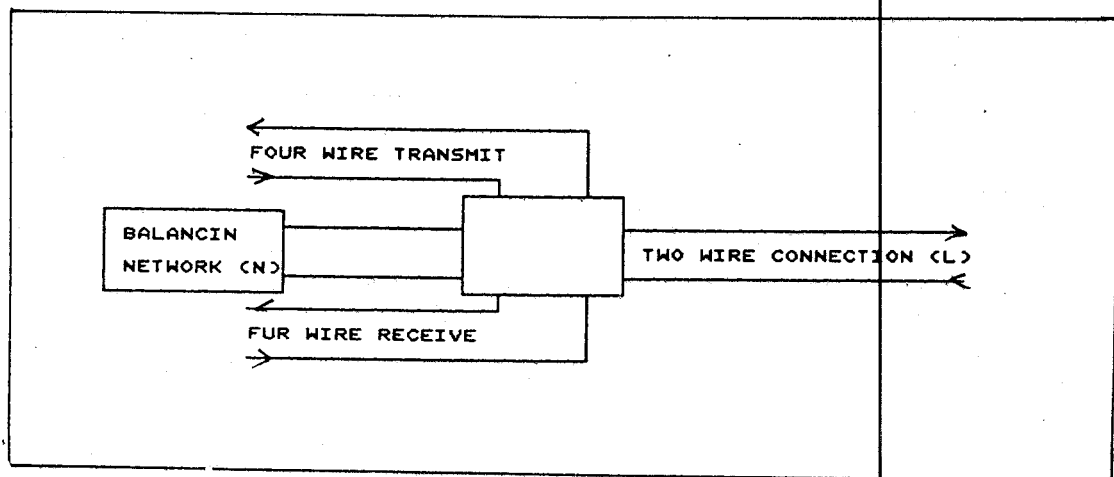 FOUR WIRE TRANSMIT
BALANCIN
NETWORK (N)
TWO WIRE CONNECTION (L)
FUR WIRE RECEIVE